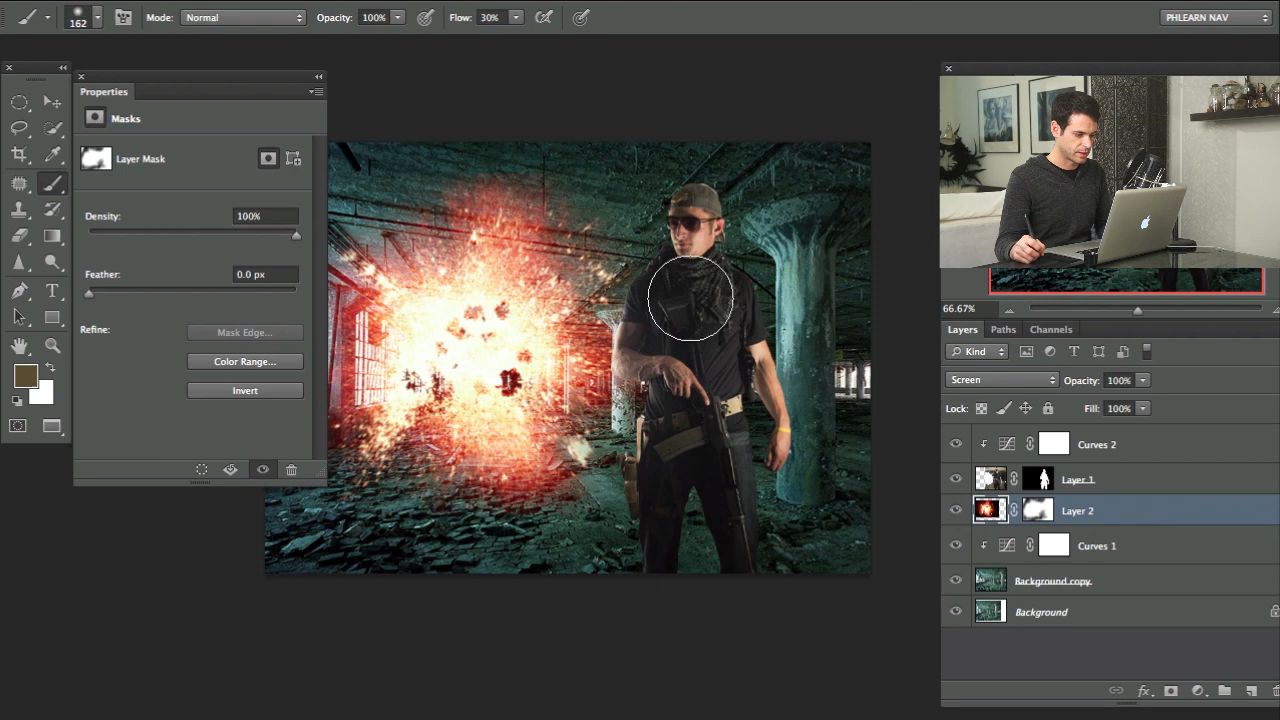 162
Mode: Normal
Opacity: 100%
Flow: 30%
PHLEARN NAV
Properties
Masks
Layer Mask
Density: 100%
Feather: 0.0 px
Refine:
Mask Edge...
Color Range...
Invert
66.67%
Layers Paths Channels
Kind
Screen
Opacity: 100%
Lock:
Fill: 100%
Curves 2
Layer 1
Layer 2
Curves 1
Background copy
Background
fx